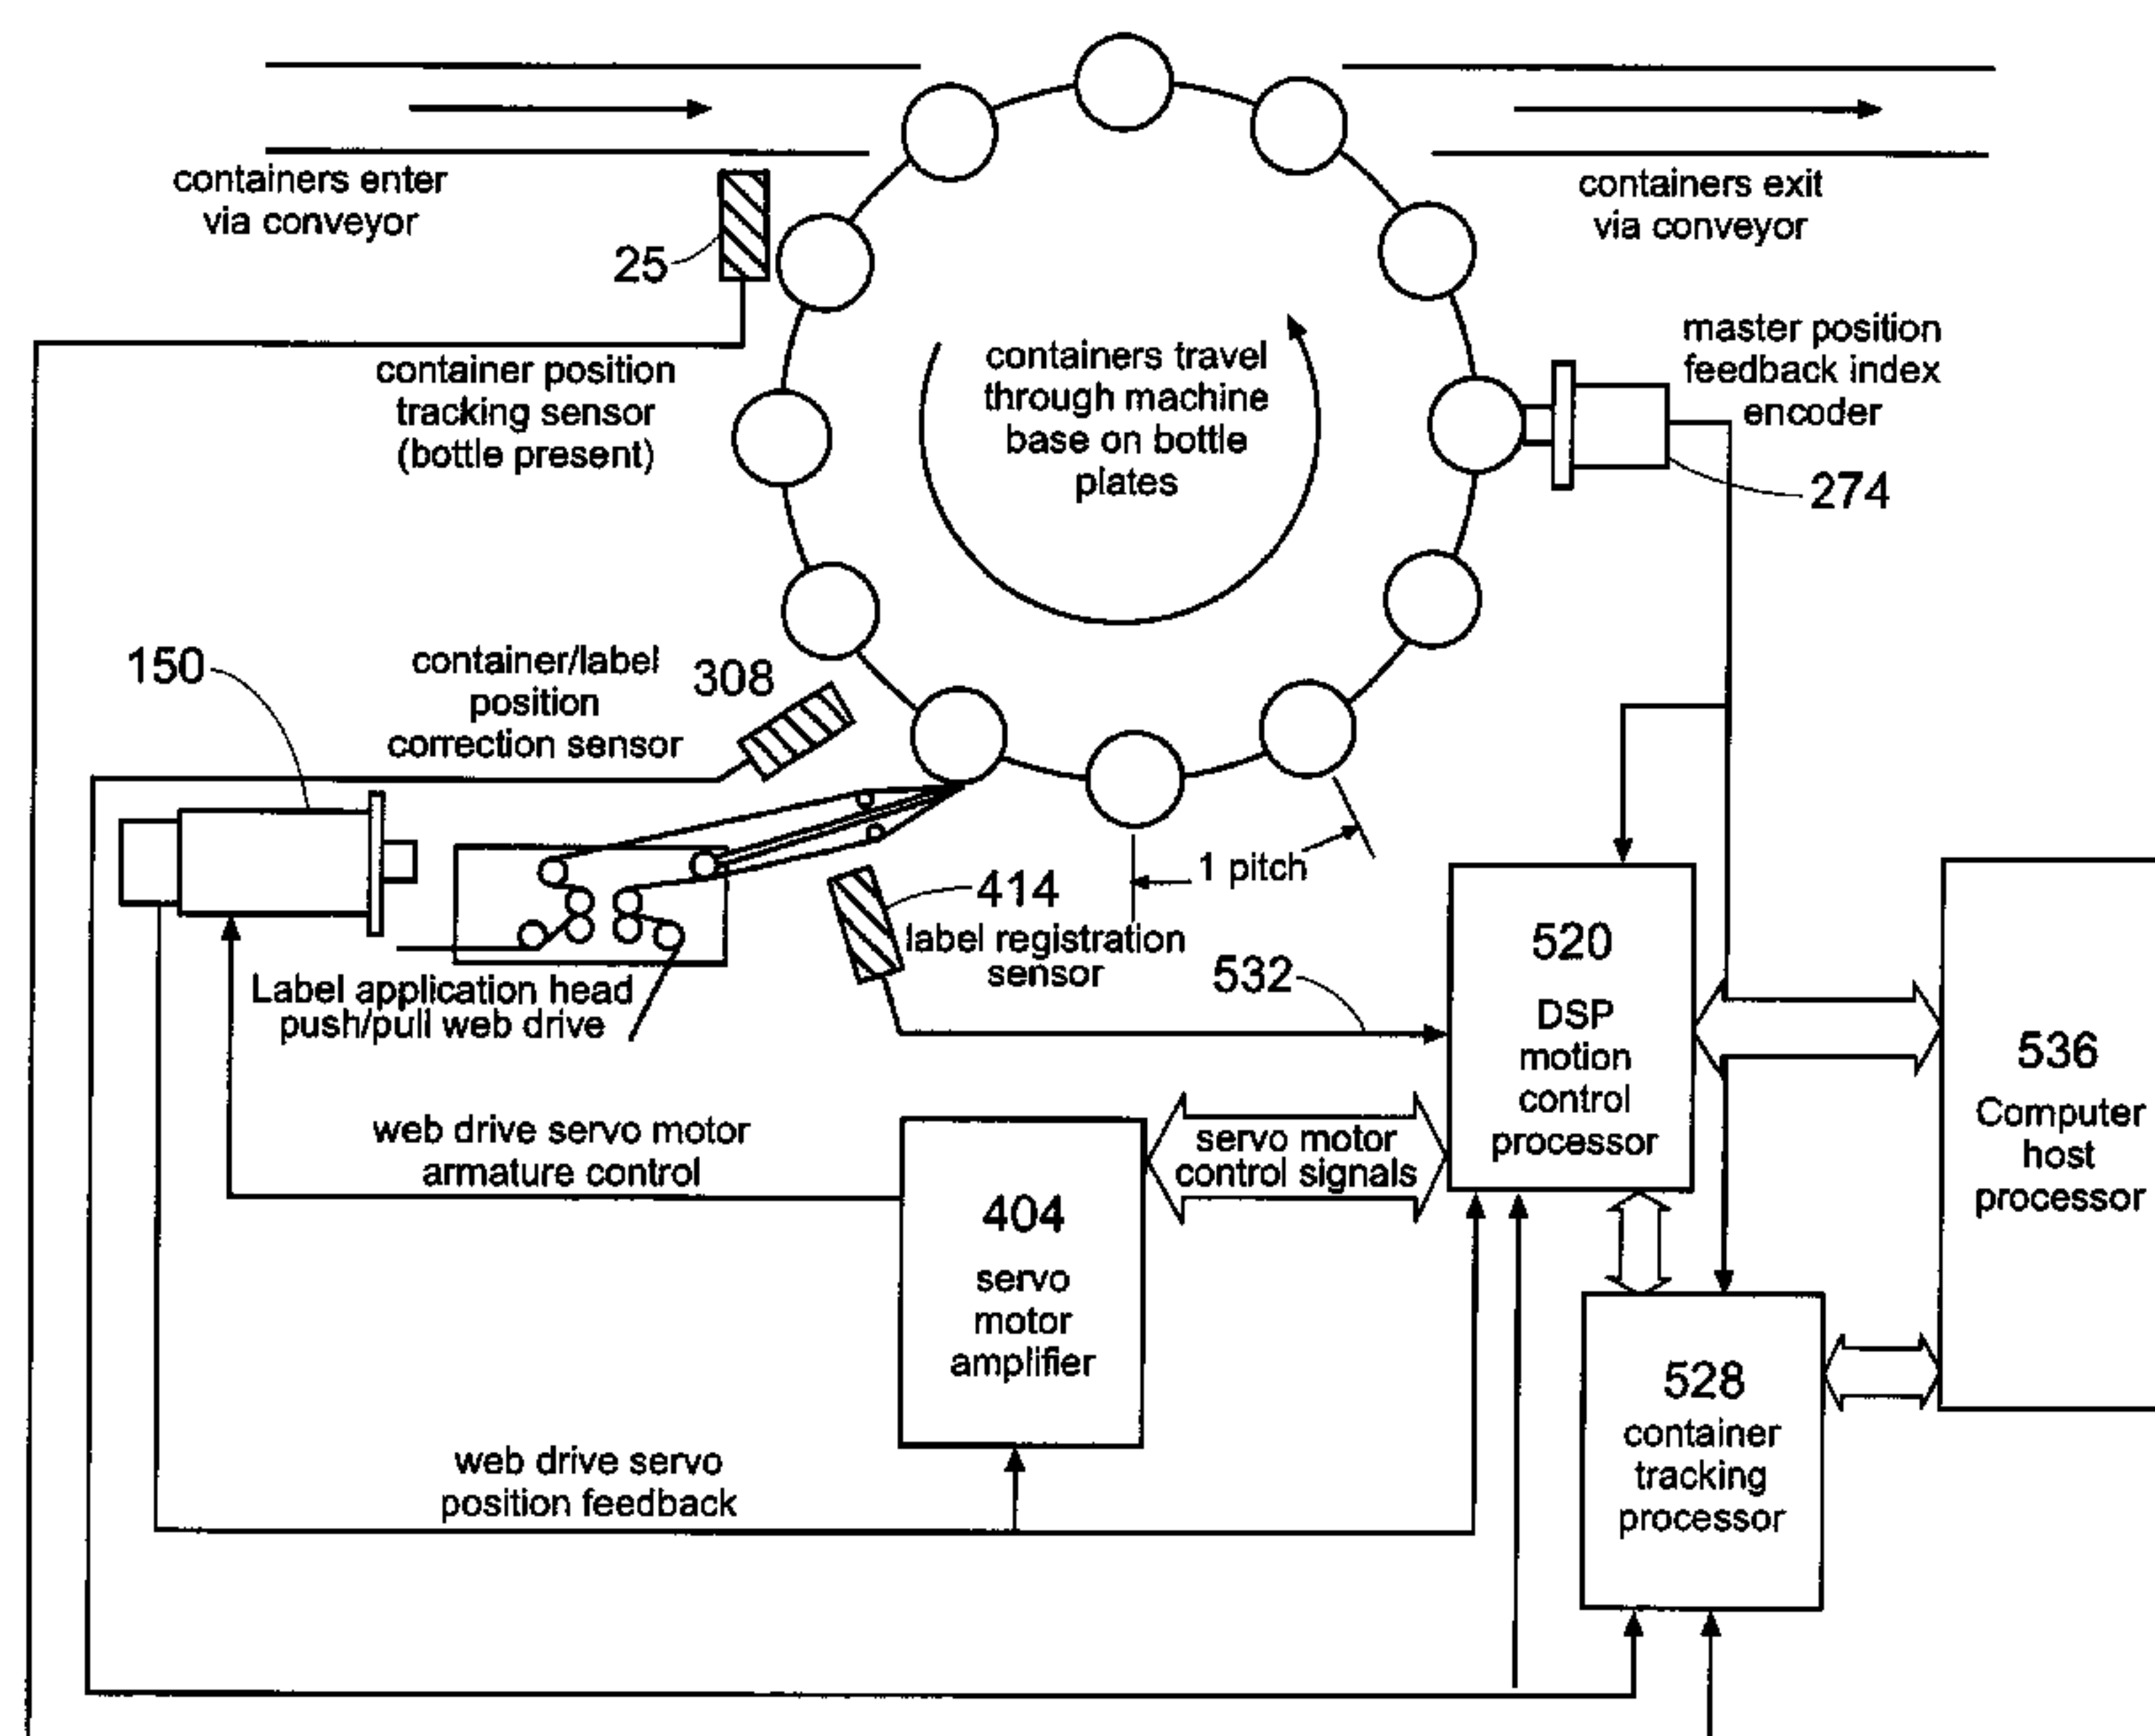 containers enter
via conveyor
25
containers exit
via conveyor
container position
tracking sensor
(bottle present)
containers travel
through machine
base on bottle
plates
master position
feedback index
encoder
274
150
container/label
position
correction sensor
308
1 pitch
414
label registration
sensor
532
Label application head
push/pull web drive
520
DSP
motion
control
processor
536
Computer
host
processor
web drive servo motor
armature control
servo motor
control signals
404
servo
motor
amplifier
528
container
tracking
processor
web drive servo
position feedback